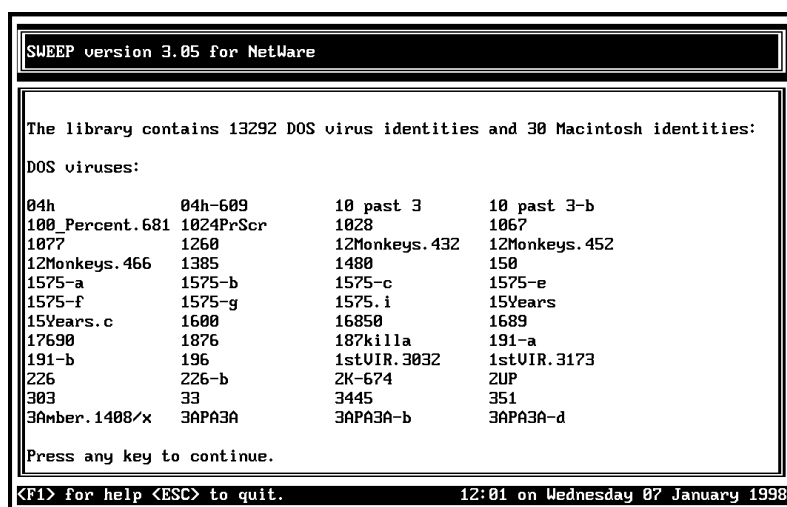 SWEEP version 3.05 for NetWare
The library contains 13292 DOS virus identities and 30 Macintosh identities:
DOS viruses:
04h 04h-609 10 past 3 10 past 3-b
100_Percent.681 1024PrScr 1028 1067
1077 1260 12Monkeys.432 12Monkeys.452
12Monkeys.466 1385 1480 150
1575-a 1575-b 1575-c 1575-e
1575-f 1575-g 1575.i 15Years
15Years.c 1600 16850 1689
17690 1876 187killa 191-a
191-b 196 1stVIR.3032 1stVIR.3173
226 226-b 2K-674 2UP
303 33 3445 351
3Amber.1408/x 3APA3A 3APA3A-b 3APA3A-d
Press any key to continue.
<F1> for help <ESC> to quit. 12:01 on Wednesday 07 January 1998